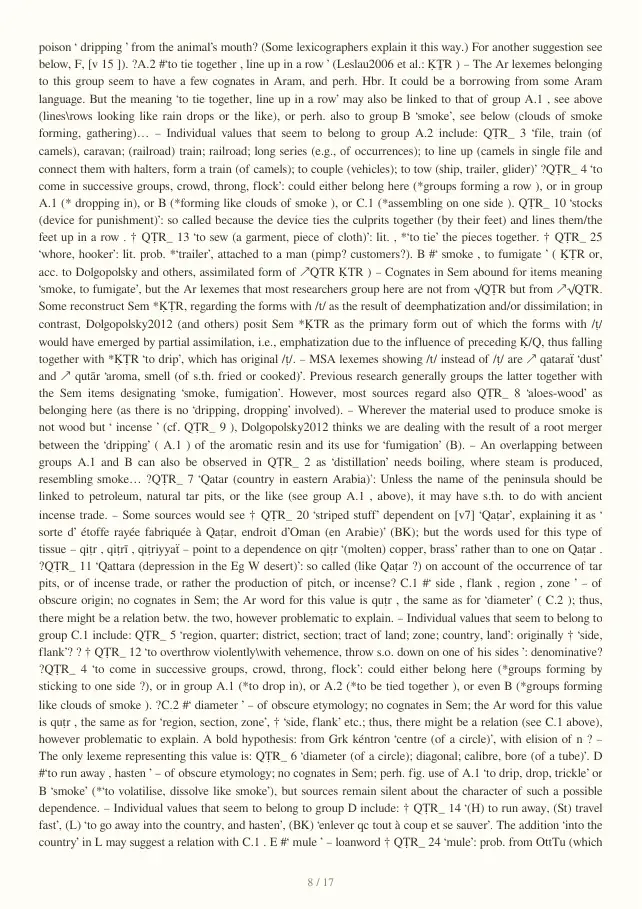 poison ‘ dripping ’ from the animal’s mouth? (Some lexicographers explain it this way.) For another suggestion see
below, F, [v 15 ]). ?A.2 #‘to tie together , line up in a row ’ (Leslau2006 et al.: ḲṬR ) – The Ar lexemes belonging
to this group seem to have a few cognates in Aram, and perh. Hbr. It could be a borrowing from some Aram
language. But the meaning ‘to tie together, line up in a row’ may also be linked to that of group A.1 , see above
(lines\rows looking like rain drops or the like), or perh. also to group B ‘smoke’, see below (clouds of smoke
forming, gathering)… – Individual values that seem to belong to group A.2 include: QṬR_ 3 ‘file, train (of
camels), caravan; (railroad) train; railroad; long series (e.g., of occurrences); to line up (camels in single file and
connect them with halters, form a train (of camels); to couple (vehicles); to tow (ship, trailer, glider)’ ?QṬR_ 4 ‘to
come in successive groups, crowd, throng, flock’: could either belong here (*groups forming a row ), or in group
A.1 (* dropping in), or B (*forming like clouds of smoke ), or C.1 (*assembling on one side ). QṬR_ 10 ‘stocks
(device for punishment)’: so called because the device ties the culprits together (by their feet) and lines them/the
feet up in a row . † QṬR_ 13 ‘to sew (a garment, piece of cloth)’: lit. , *‘to tie’ the pieces together. † QṬR_ 25
‘whore, hooker’: lit. prob. *‘trailer’, attached to a man (pimp? customers?). B #‘ smoke , to fumigate ’ ( ḲṬR or,
acc. to Dolgopolsky and others, assimilated form of ↗QTR ḲTR ) – Cognates in Sem abound for items meaning
‘smoke, to fumigate’, but the Ar lexemes that most researchers group here are not from √QṬR but from ↗√QTR.
Some reconstruct Sem *ḲṬR, regarding the forms with /t/ as the result of deemphatization and/or dissimilation; in
contrast, Dolgopolsky2012 (and others) posit Sem *ḲTR as the primary form out of which the forms with /ṭ/
would have emerged by partial assimilation, i.e., emphatization due to the influence of preceding Ḳ/Q, thus falling
together with *ḲṬR ‘to drip’, which has original /ṭ/. – MSA lexemes showing /t/ instead of /ṭ/ are ↗ qataraẗ ‘dust’
and ↗ qutār ‘aroma, smell (of s.th. fried or cooked)’. Previous research generally groups the latter together with
the Sem items designating ‘smoke, fumigation’. However, most sources regard also QṬR_ 8 ‘aloes-wood’ as
belonging here (as there is no ‘dripping, dropping’ involved). – Wherever the material used to produce smoke is
not wood but ‘ incense ’ (cf. QṬR_ 9 ), Dolgopolsky2012 thinks we are dealing with the result of a root merger
between the ‘dripping’ ( A.1 ) of the aromatic resin and its use for ‘fumigation’ (B). – An overlapping between
groups A.1 and B can also be observed in QṬR_ 2 as ‘distillation’ needs boiling, where steam is produced,
resembling smoke… ?QṬR_ 7 ‘Qatar (country in eastern Arabia)’: Unless the name of the peninsula should be
linked to petroleum, natural tar pits, or the like (see group A.1 , above), it may have s.th. to do with ancient
incense trade. – Some sources would see † QṬR_ 20 ‘striped stuff’ dependent on [v7] ‘Qaṭar’, explaining it as ‘
sorte d’ étoffe rayée fabriquée à Qaṭar, endroit d’Oman (en Arabie)’ (BK); but the words used for this type of
tissue – qiṭr , qiṭrī , qiṭriyyaẗ – point to a dependence on qiṭr ‘(molten) copper, brass’ rather than to one on Qaṭar .
?QṬR_ 11 ‘Qattara (depression in the Eg W desert)’: so called (like Qaṭar ?) on account of the occurrence of tar
pits, or of incense trade, or rather the production of pitch, or incense? C.1 #‘ side , flank , region , zone ’ – of
obscure origin; no cognates in Sem; the Ar word for this value is quṭr , the same as for ‘diameter’ ( C.2 ); thus,
there might be a relation betw. the two, however problematic to explain. – Individual values that seem to belong to
group C.1 include: QṬR_ 5 ‘region, quarter; district, section; tract of land; zone; country, land’: originally † ‘side,
flank’? ? † QṬR_ 12 ‘to overthrow violently\with vehemence, throw s.o. down on one of his sides ’: denominative?
?QṬR_ 4 ‘to come in successive groups, crowd, throng, flock’: could either belong here (*groups forming by
sticking to one side ?), or in group A.1 (*to drop in), or A.2 (*to be tied together ), or even B (*groups forming
like clouds of smoke ). ?C.2 #‘ diameter ’ – of obscure etymology; no cognates in Sem; the Ar word for this value
is quṭr , the same as for ‘region, section, zone’, † ‘side, flank’ etc.; thus, there might be a relation (see C.1 above),
however problematic to explain. A bold hypothesis: from Grk kéntron ‘centre (of a circle)’, with elision of n ? –
The only lexeme representing this value is: QṬR_ 6 ‘diameter (of a circle); diagonal; calibre, bore (of a tube)’. D
#‘to run away , hasten ’ – of obscure etymology; no cognates in Sem; perh. fig. use of A.1 ‘to drip, drop, trickle’ or
B ‘smoke’ (*‘to volatilise, dissolve like smoke’), but sources remain silent about the character of such a possible
dependence. – Individual values that seem to belong to group D include: † QṬR_ 14 ‘(H) to run away, (St) travel
fast’, (L) ‘to go away into the country, and hasten’, (BK) ‘enlever qc tout à coup et se sauver’. The addition ‘into the
country’ in L may suggest a relation with C.1 . E #‘ mule ’ – loanword † QṬR_ 24 ‘mule’: prob. from OttTu (which
8 / 17